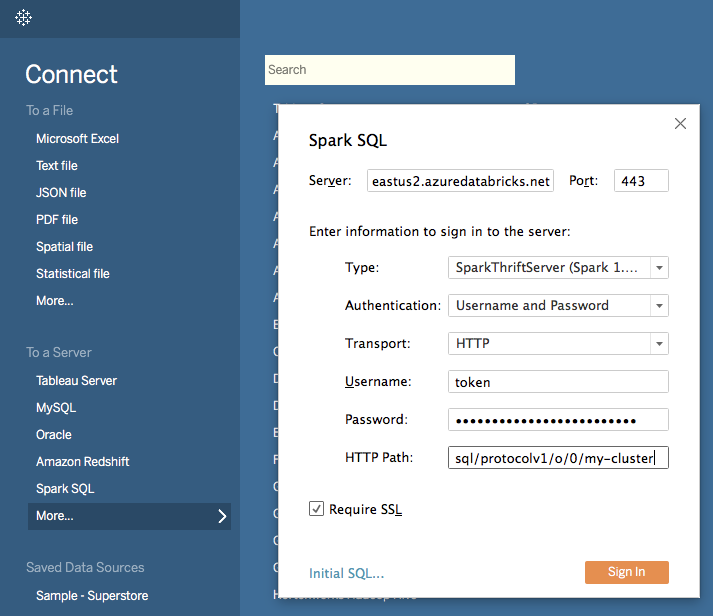 Connect
To a File
Microsoft Excel
Text file
JSON file
PDF file
Spatial file
Statistical file
More...
To a Server
Tableau Server
MySQL
Oracle
Amazon Redshift
Spark SQL
More...
Saved Data Sources
Sample - Superstore
Search
Spark SQL
Server: eastus2.azuredatabricks.net Port: 443
Enter information to sign in to the server:
Type: SparkThriftServer (Spark 1....
Authentication: Username and Password
Transport: HTTP
Username: token
Password: •••••••••••••••••••••••••
HTTP Path: sql/protocolv1/o/0/my-cluster
Require SSL
Initial SQL... Sign In